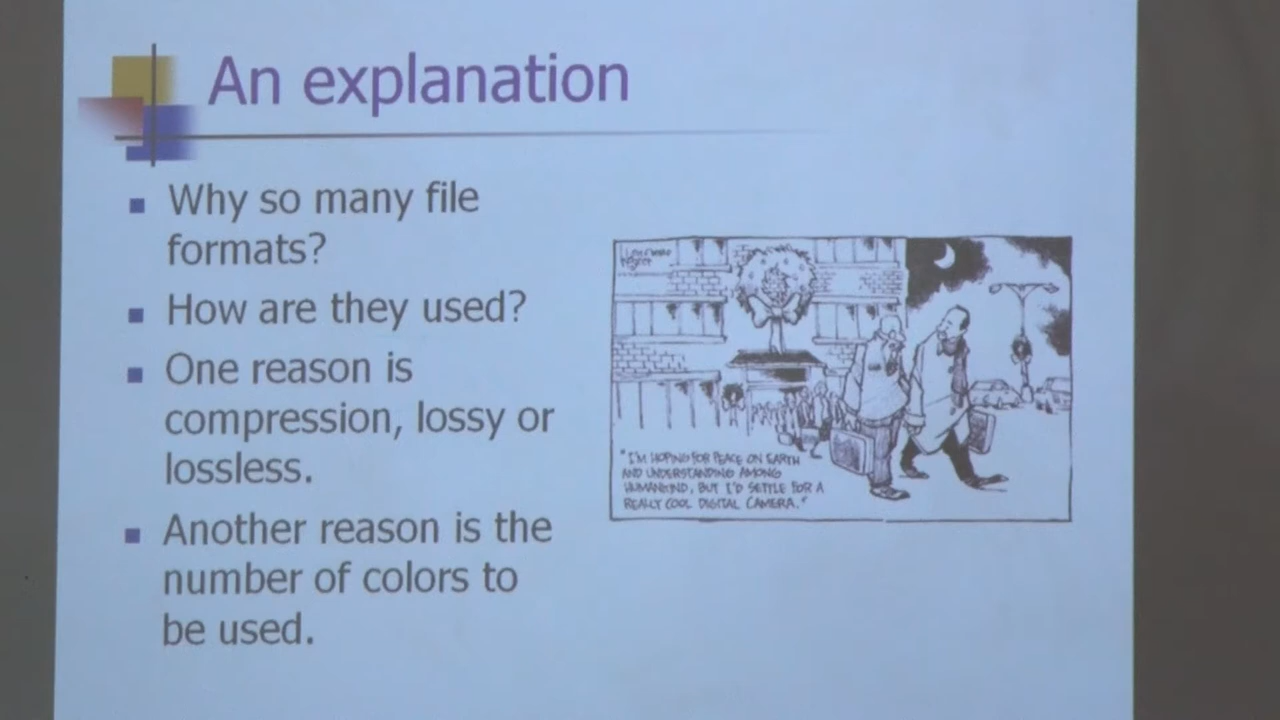 An explanation
Why so many file
formats?
How are they used?
One reason is
compression, lossy or
lossless.
Another reason is the
number of colors to
be used.
"I'M HOPING FOR PEACE ON EARTH
AND UNDERSTANDING AMONG
HUMANKIND, BUT I'D SETTLE FOR A
REALLY COOL DIGITAL CAMERA."